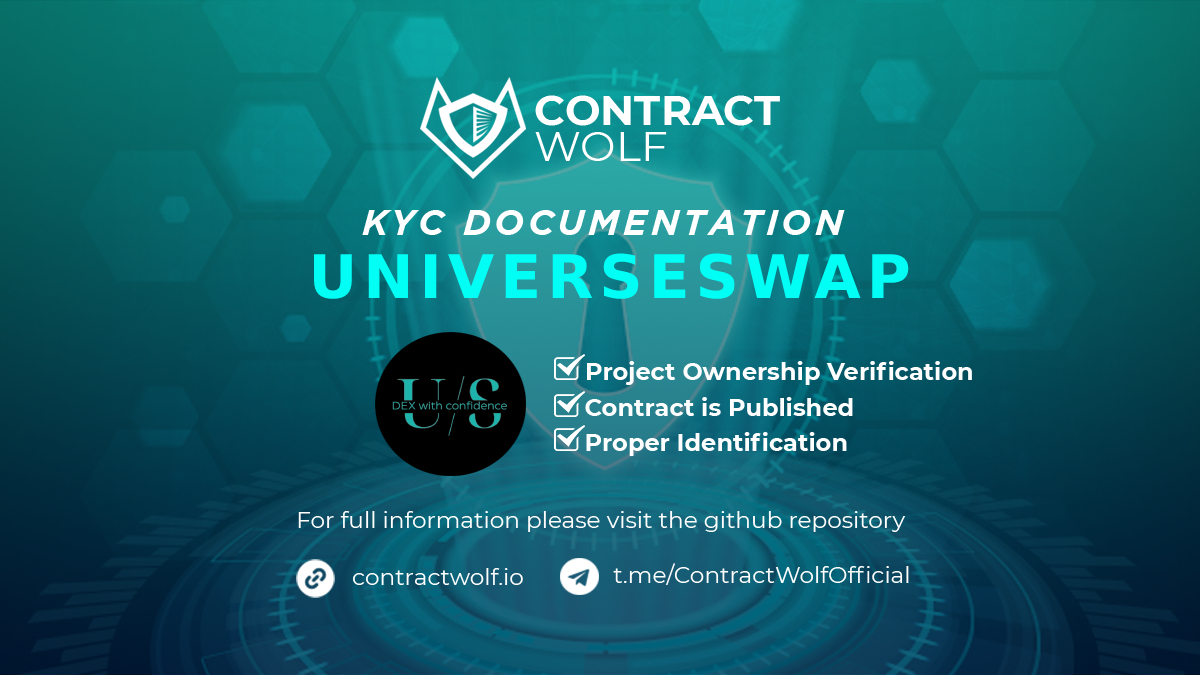 CONTRACT
WOLF
KYC DOCUMENTATION
UNIVERSESWAP
U/S
DEX with confidence
Project Ownership Verification
Contract is Published
Proper Identification
For full information please visit the github repository
contractwolf.io
t.me/ContractWolfOfficial